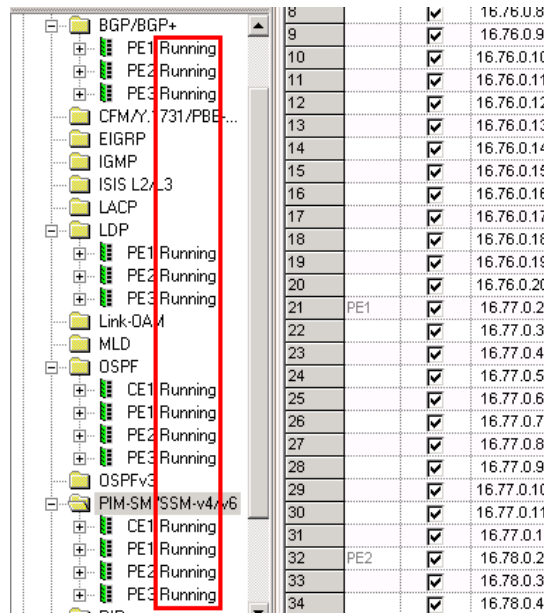 BGP/BGP+
PE1 Running
PE2 Running
PE3 Running
CFM/Y.1731/PBB-...
EIGRP
IGMP
ISIS L2/L3
LACP
LDP
PE1 Running
PE2 Running
PE3 Running
Link-OAM
MLD
OSPF
CE1 Running
PE1 Running
PE2 Running
PE3 Running
OSPFv3
PIM-SM/SSM-v4/v6
CE1 Running
PE1 Running
PE2 Running
PE3 Running
8 16.76.0.8
9 16.76.0.9
10 16.76.0.10
11 16.76.0.11
12 16.76.0.12
13 16.76.0.13
14 16.76.0.14
15 16.76.0.15
16 16.76.0.16
17 16.76.0.17
18 16.76.0.18
19 16.76.0.19
20 16.76.0.20
21 PE1 16.77.0.2
22 16.77.0.3
23 16.77.0.4
24 16.77.0.5
25 16.77.0.6
26 16.77.0.7
27 16.77.0.8
28 16.77.0.9
29 16.77.0.10
30 16.77.0.11
31 16.77.0.1
32 PE2 16.78.0.2
33 16.78.0.3
34 16.78.0.4